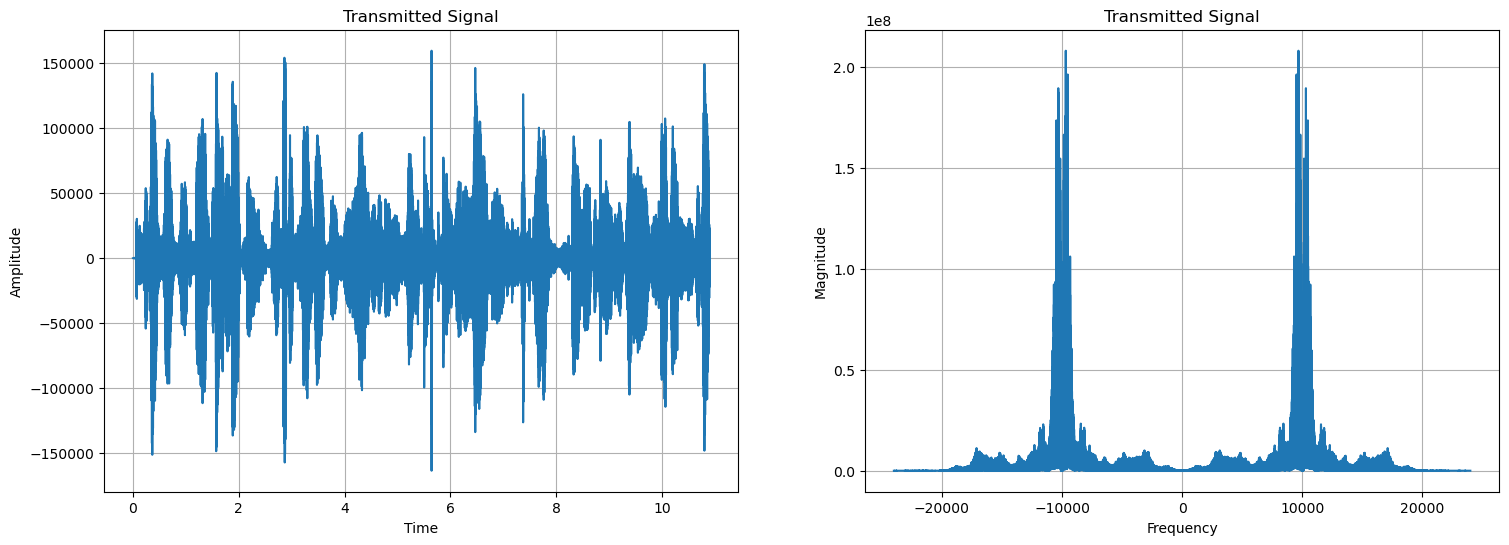 Transmitted Signal
150000
100000
50000
0
−50000
−100000
−150000
Amplitude
0 2 4 6 8 10
Time
Transmitted Signal
1e8
2.0
1.5
1.0
0.5
0.0
Magnitude
−20000 −10000 0 10000 20000
Frequency